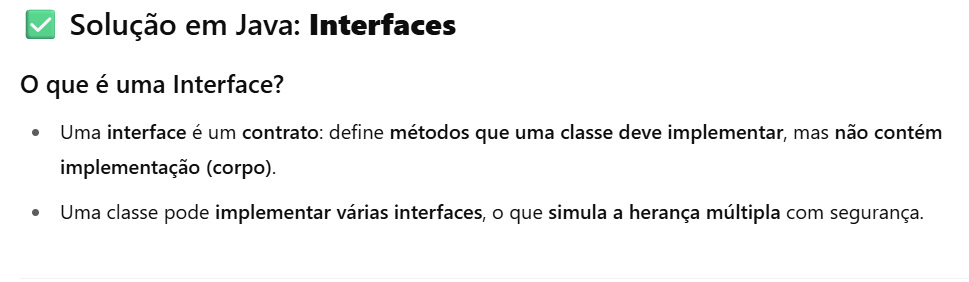 ✅ Solução em Java: Interfaces
O que é uma Interface?
• Uma interface é um contrato: define métodos que uma classe deve implementar, mas não contém
implementação (corpo).
• Uma classe pode implementar várias interfaces, o que simula a herança múltipla com segurança.